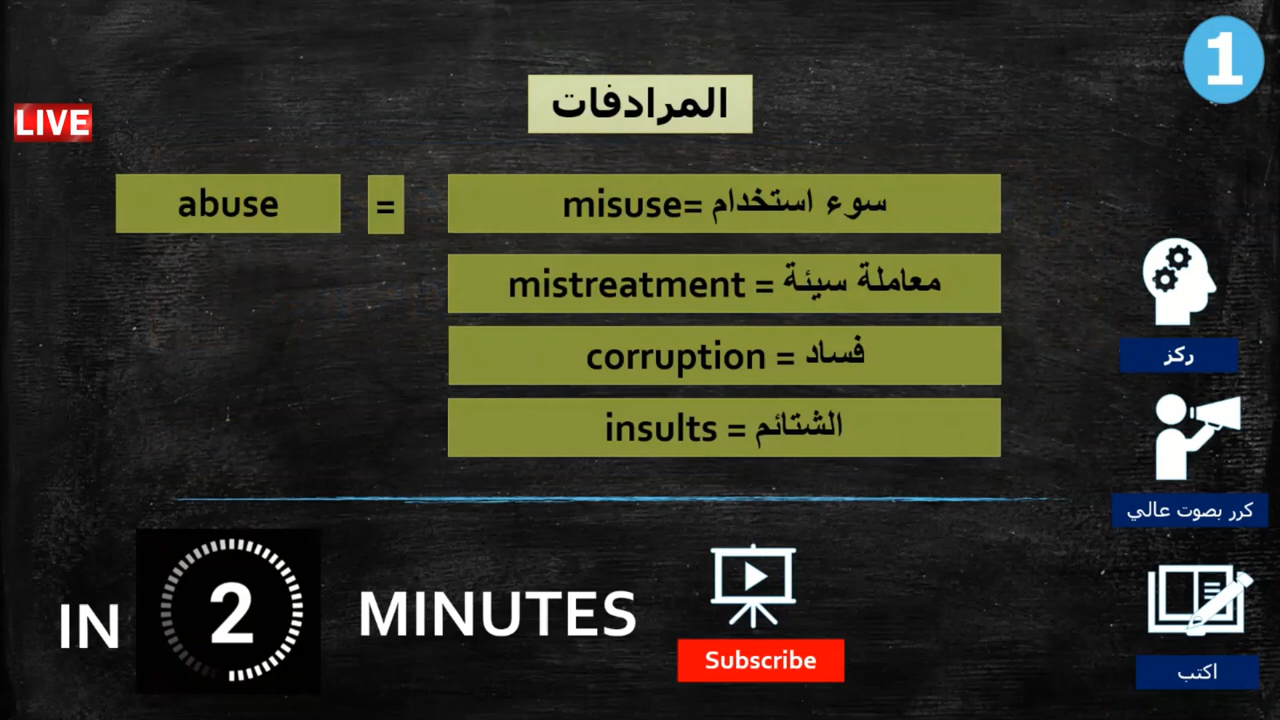 1
المرادفات
LIVE
abuse = misuse= سوء استخدام
mistreatment = معاملة سيئة
corruption = فساد
insults = الشتائم
ركز
كرر بصوت عالي
IN 2 MINUTES
Subscribe
اكتب